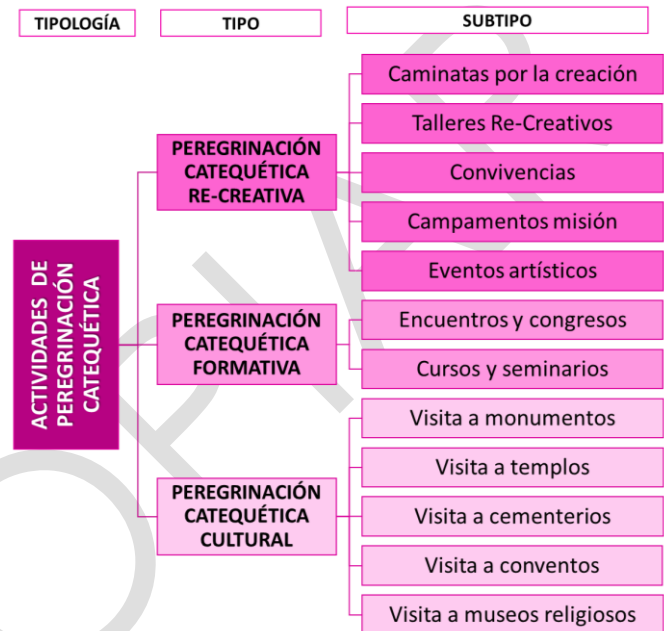 TIPOLOGÍA
TIPO
SUBTIPO
ACTIVIDADES DE
PEREGRINACIÓN
CATEQUÉTICA
PEREGRINACIÓN
CATEQUÉTICA
RE-CREATIVA
Caminatas por la creación
Talleres Re-Creativos
Convivencias
Campamentos misión
Eventos artísticos
PEREGRINACIÓN
CATEQUÉTICA
FORMATIVA
Encuentros y congresos
Cursos y seminarios
PEREGRINACIÓN
CATEQUÉTICA
CULTURAL
Visita a monumentos
Visita a templos
Visita a cementerios
Visita a conventos
Visita a museos religiosos